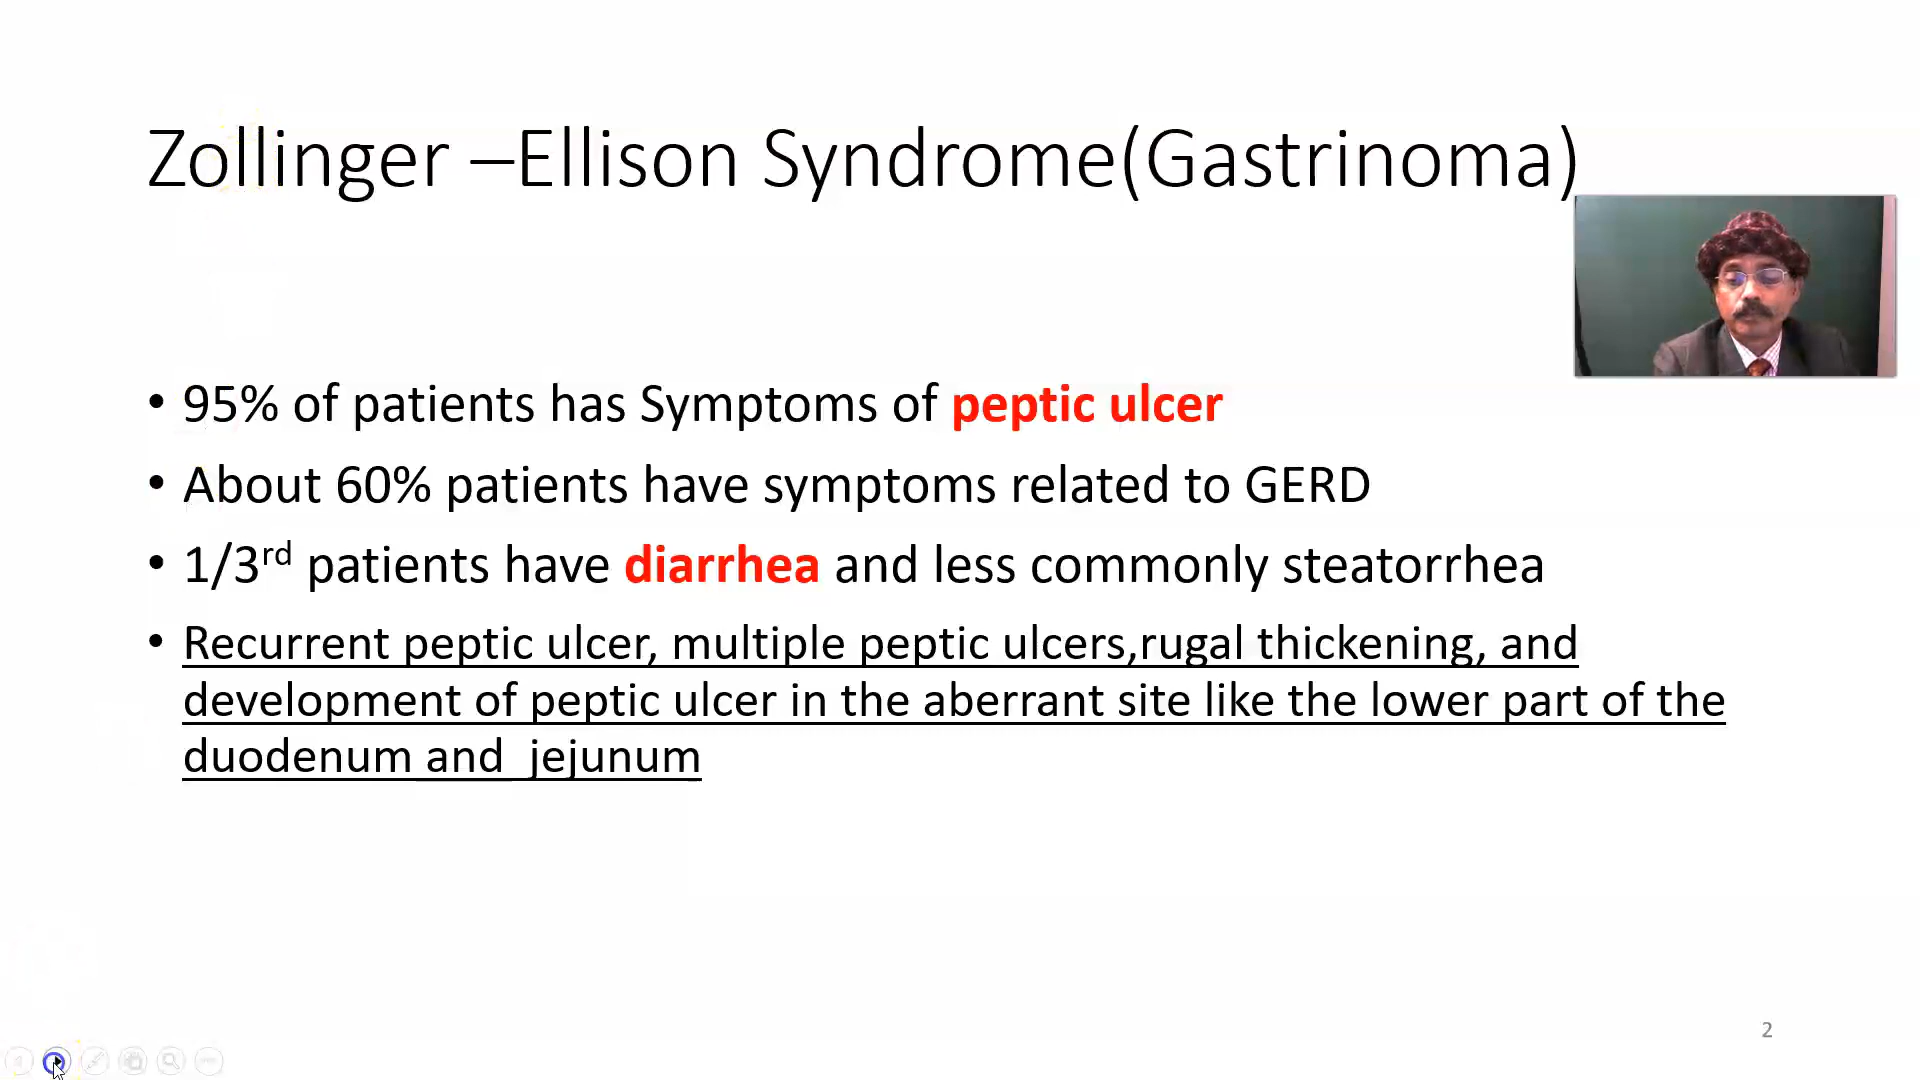 Zollinger –Ellison Syndrome(Gastrinoma)
• 95% of patients has Symptoms of peptic ulcer
• About 60% patients have symptoms related to GERD
• 1/3rd patients have diarrhea and less commonly steatorrhea
• Recurrent peptic ulcer, multiple peptic ulcers,rugal thickening, and
development of peptic ulcer in the aberrant site like the lower part of the
duodenum and  jejunum
2